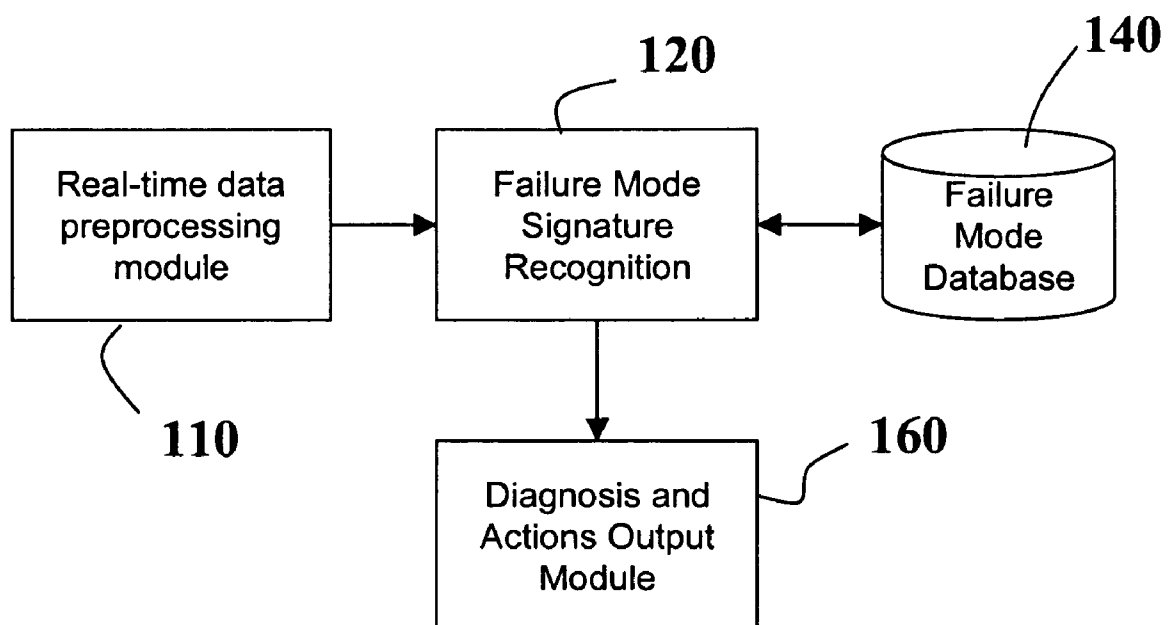 140
120
Real-time data
preprocessing
module
Failure Mode
Signature
Recognition
Failure
Mode
Database
110
160
Diagnosis and
Actions Output
Module